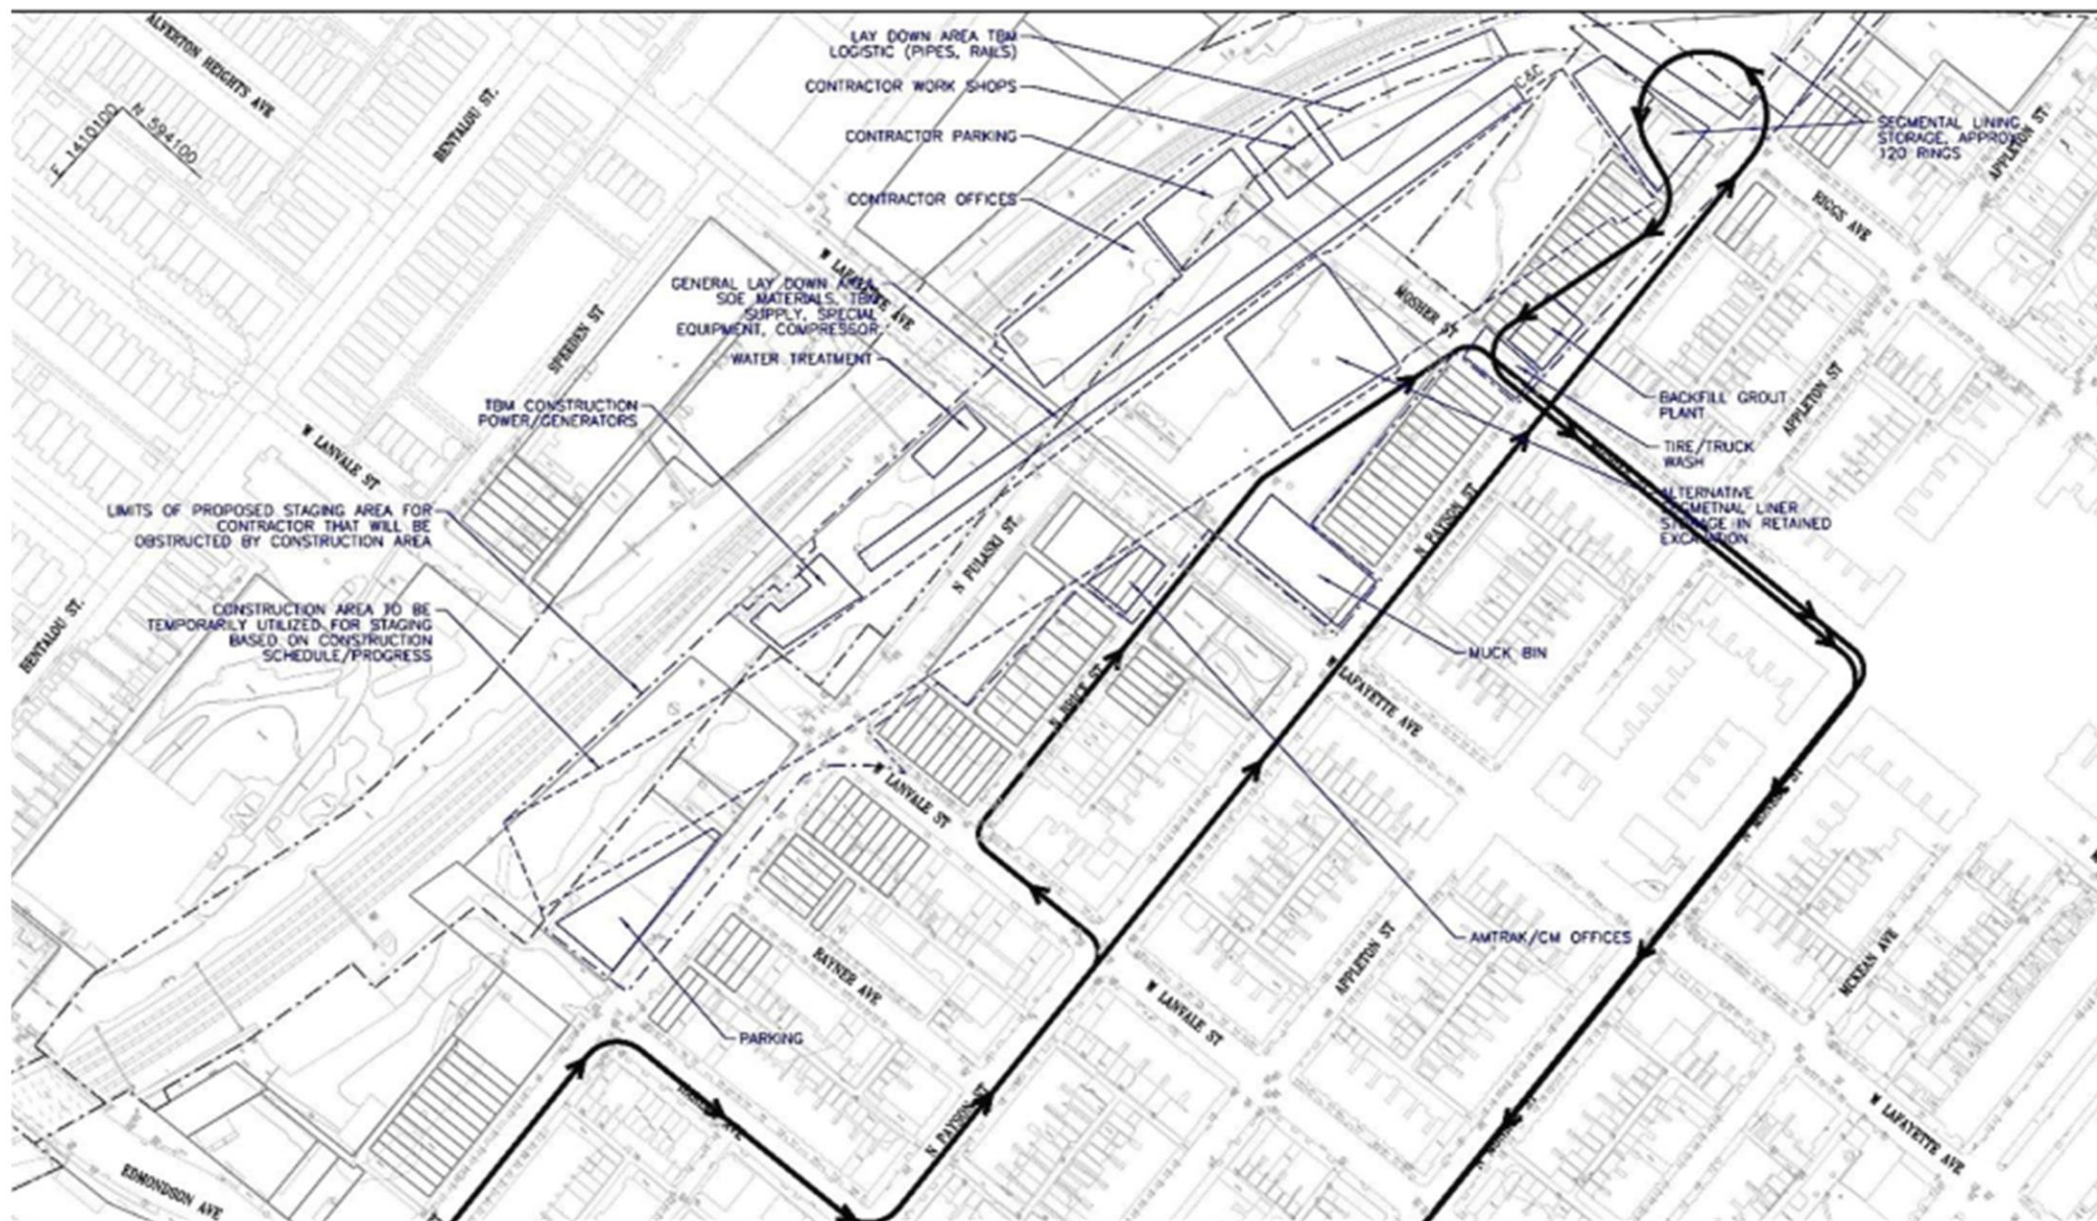 ALVERTON HEIGHTS AVE
N 594100
E 1410100
BENTALOU ST.
LAY DOWN AREA TBM
LOGISTIC (PIPES, RAILS)
CONTRACTOR WORK SHOPS
CONTRACTOR PARKING
CONTRACTOR OFFICES
C&C
SEGMENTAL LINING
STORAGE, APPROX
120 RINGS
APPLETON ST
RIGGS AVE
W LAFAYETTE AVE
GENERAL LAY DOWN AREA,
SOE MATERIALS, TBM
SUPPLY, SPECIAL
EQUIPMENT, COMPRESSOR
WATER TREATMENT
MOSHER ST
SPEEDEN ST
TBM CONSTRUCTION
POWER/GENERATORS
BACKFILL GROUT
PLANT
APPLETON ST
TIRE/TRUCK
WASH
W LANVALE ST
ALTERNATIVE
SEGMETNAL LINER
STORAGE IN RETAINED
EXCAVATION
LIMITS OF PROPOSED STAGING AREA FOR
CONTRACTOR THAT WILL BE
OBSTRUCTED BY CONSTRUCTION AREA
N PULASKI ST
N PAYSON ST
CONSTRUCTION AREA TO BE
TEMPORARILY UTILIZED FOR STAGING
BASED ON CONSTRUCTION
SCHEDULE/PROGRESS
BENTALOU ST.
MUCK BIN
N BRICE ST
W LAFAYETTE AVE
W LANVALE ST
AMTRAK/CM OFFICES
APPLETON ST
MCKEAN AVE
RAYNER AVE
W LANVALE ST
PARKING
AVE
N PAYSON ST
W LAFAYETTE AVE
EDMONDSON AVE